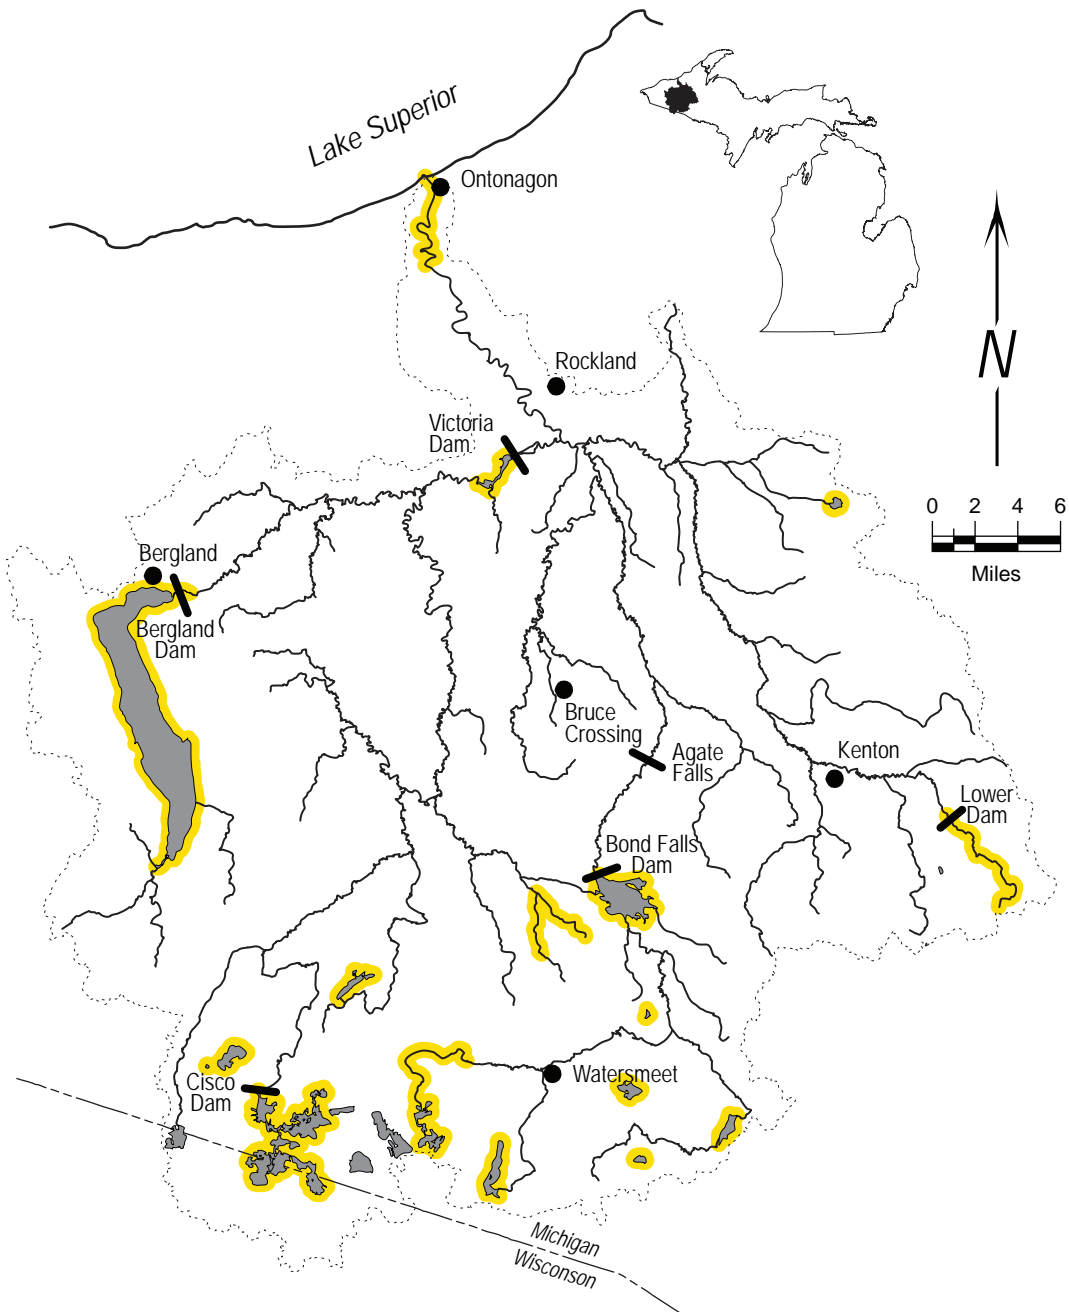 Lake Superior
Ontonagon
Rockland
N
Victoria
Dam
0 2 4 6
Miles
Bergland
Bergland
Dam
Bruce
Crossing
Agate
Falls
Kenton
Lower
Dam
Bond Falls
Dam
Cisco
Dam
Watersmeet
Michigan
Wisconson